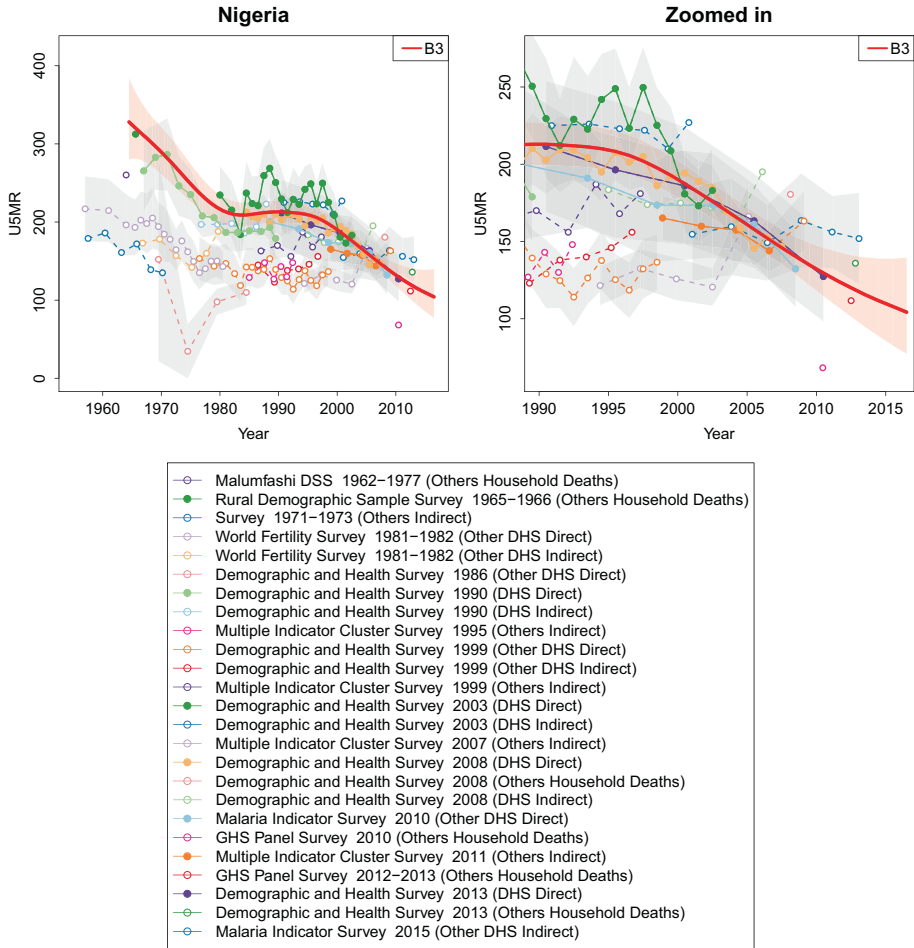 Nigeria
Zoomed in
B3
B3
U5MR
400
300
200
100
0
1960 1970 1980 1990 2000 2010
Year
U5MR
250
200
150
100
1990 1995 2000 2005 2010 2015
Year
Malumfashi DSS 1962−1977 (Others Household Deaths)
Rural Demographic Sample Survey 1965−1966 (Others Household Deaths)
Survey 1971−1973 (Others Indirect)
World Fertility Survey 1981−1982 (Other DHS Direct)
World Fertility Survey 1981−1982 (Other DHS Indirect)
Demographic and Health Survey 1986 (Other DHS Direct)
Demographic and Health Survey 1990 (DHS Direct)
Demographic and Health Survey 1990 (DHS Indirect)
Multiple Indicator Cluster Survey 1995 (Others Indirect)
Demographic and Health Survey 1999 (Other DHS Direct)
Demographic and Health Survey 1999 (Other DHS Indirect)
Multiple Indicator Cluster Survey 1999 (Others Indirect)
Demographic and Health Survey 2003 (DHS Direct)
Demographic and Health Survey 2003 (DHS Indirect)
Multiple Indicator Cluster Survey 2007 (Others Indirect)
Demographic and Health Survey 2008 (DHS Direct)
Demographic and Health Survey 2008 (Others Household Deaths)
Demographic and Health Survey 2008 (DHS Indirect)
Malaria Indicator Survey 2010 (Other DHS Direct)
GHS Panel Survey 2010 (Others Household Deaths)
Multiple Indicator Cluster Survey 2011 (Others Indirect)
GHS Panel Survey 2012−2013 (Others Household Deaths)
Demographic and Health Survey 2013 (DHS Direct)
Demographic and Health Survey 2013 (Others Household Deaths)
Malaria Indicator Survey 2015 (Other DHS Indirect)